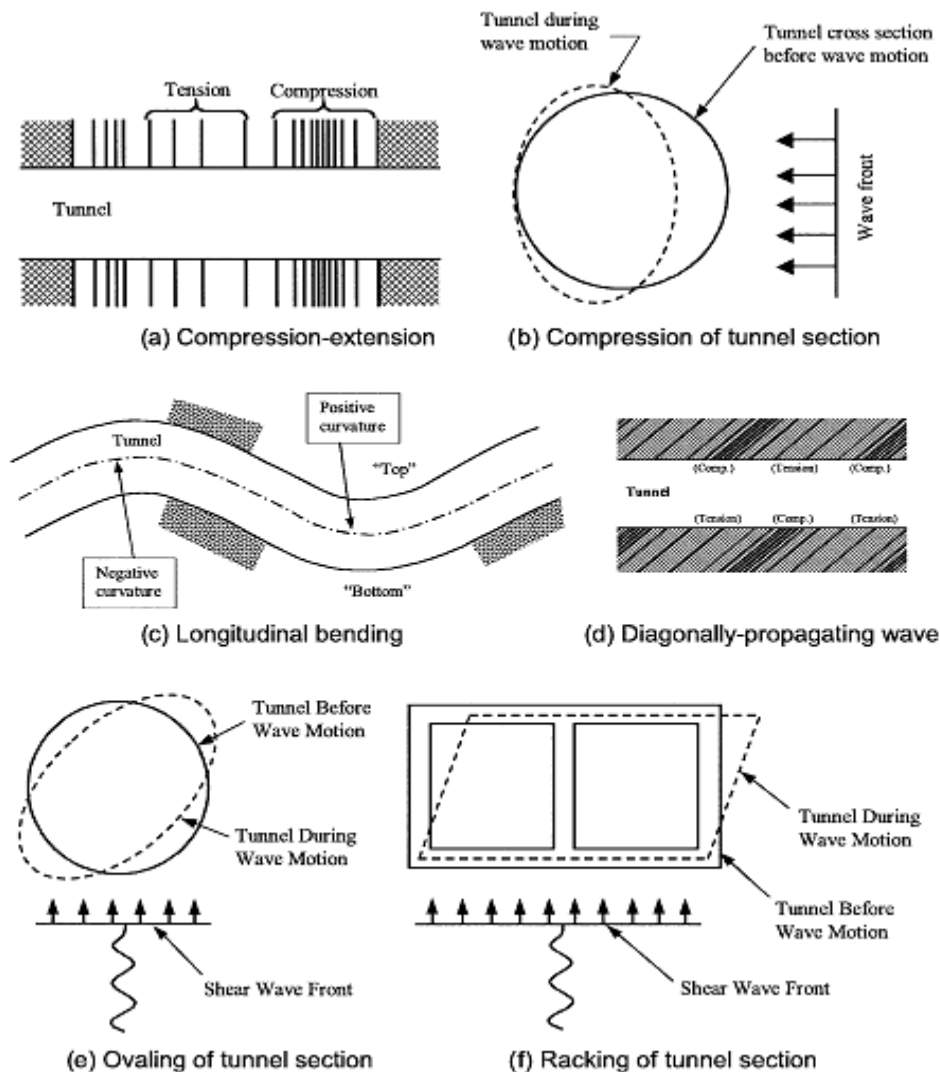 Tension
Compression
Tunnel
(a) Compression-extension
Tunnel during
wave motion
Tunnel cross section
before wave motion
Wave front
(b) Compression of tunnel section
Tunnel
Positive
curvature
"Top"
Negative
curvature
"Bottom"
(c) Longitudinal bending
(Comp.) (Tension) (Comp.)
Tunnel
(Tension) (Comp.) (Tension)
(d) Diagonally-propagating wave
Tunnel Before
Wave Motion
Tunnel During
Wave Motion
Shear Wave Front
(e) Ovaling of tunnel section
Tunnel During
Wave Motion
Tunnel Before
Wave Motion
Shear Wave Front
(f) Racking of tunnel section